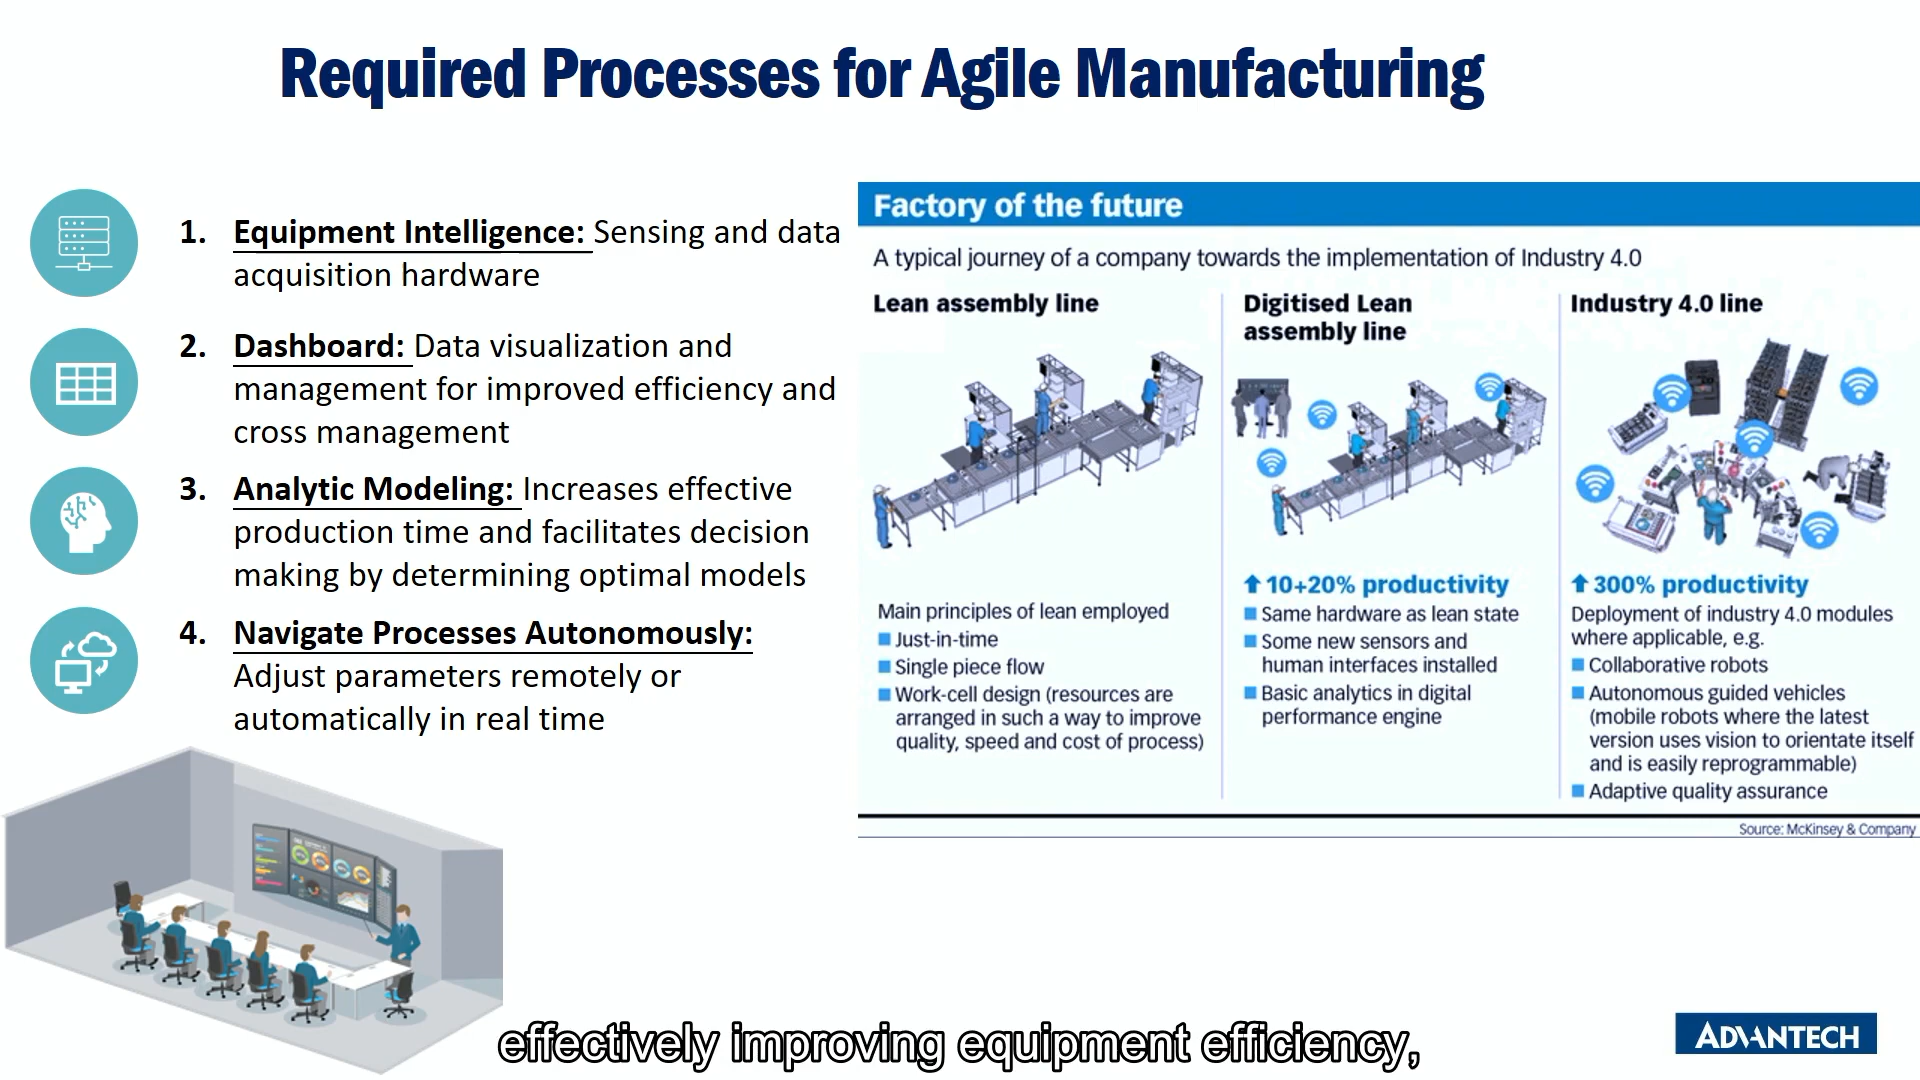 Required Processes for Agile Manufacturing
1. Equipment Intelligence: Sensing and data
acquisition hardware
2. Dashboard: Data visualization and
management for improved efficiency and
cross management
3. Analytic Modeling: Increases effective
production time and facilitates decision
making by determining optimal models
4. Navigate Processes Autonomously:
Adjust parameters remotely or
automatically in real time
Factory of the future
A typical journey of a company towards the implementation of Industry 4.0
Lean assembly line
Main principles of lean employed
Just-in-time
Single piece flow
Work-cell design (resources are
arranged in such a way to improve
quality, speed and cost of process)
Digitised Lean
assembly line
10+20% productivity
Same hardware as lean state
Some new sensors and
human interfaces installed
Basic analytics in digital
performance engine
Industry 4.0 line
300% productivity
Deployment of industry 4.0 modules
where applicable, e.g.
Collaborative robots
Autonomous guided vehicles
(mobile robots where the latest
version uses vision to orientate itself
and is easily reprogrammable)
Adaptive quality assurance
Source: McKinsey & Company
effectively improving equipment efficiency,
ADVANTECH